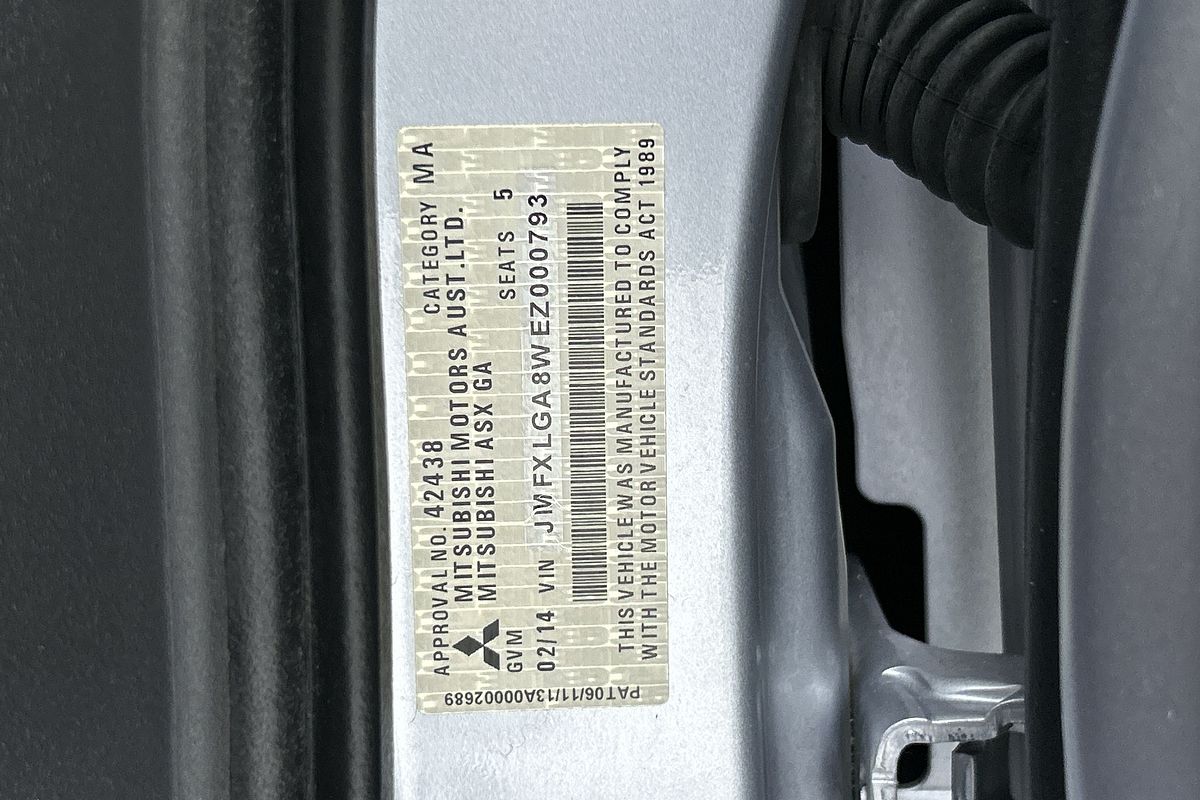 APPROVAL NO. 42438 CATEGORY MA
MITSUBISHI MOTORS AUST.LTD.
MITSUBISHI ASX GA
GVM SEATS 5
02/14 VIN JMFXLGA8WEZ000793
THIS VEHICLE WAS MANUFACTURED TO COMPLY
WITH THE MOTOR VEHICLE STANDARDS ACT 1989
PAT06/11/13A00002689